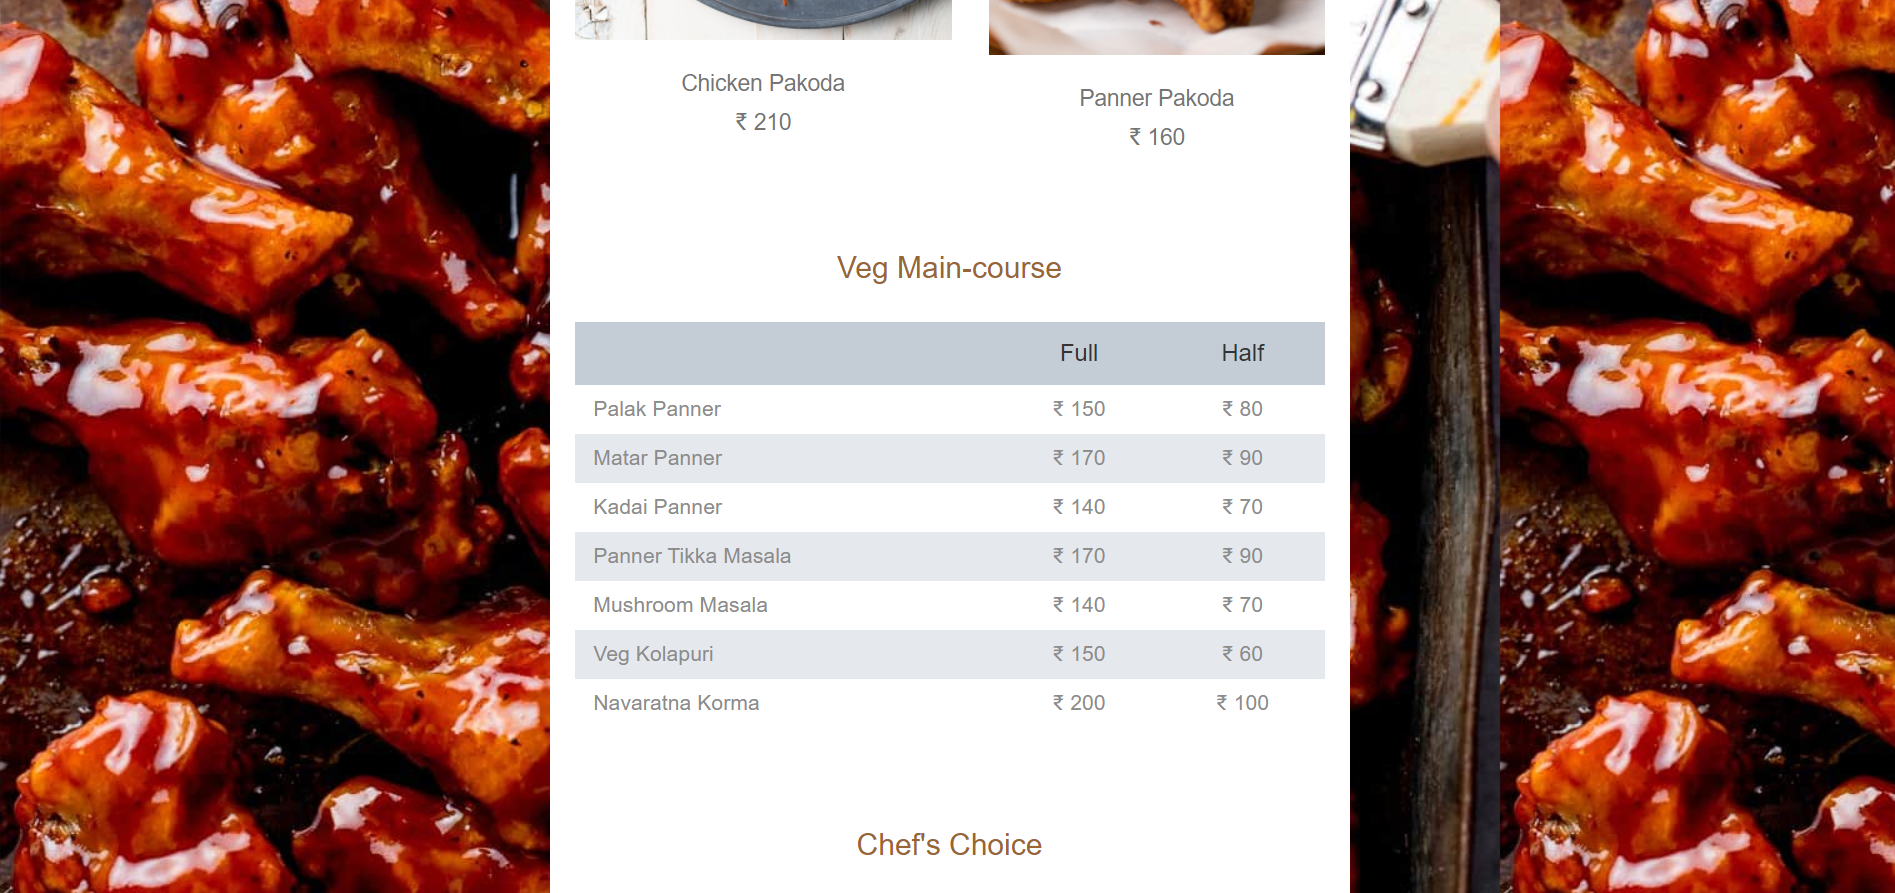 Chicken Pakoda
₹ 210
Panner Pakoda
₹ 160
Veg Main-course
Full Half
Palak Panner ₹ 150 ₹ 80
Matar Panner ₹ 170 ₹ 90
Kadai Panner ₹ 140 ₹ 70
Panner Tikka Masala ₹ 170 ₹ 90
Mushroom Masala ₹ 140 ₹ 70
Veg Kolapuri ₹ 150 ₹ 60
Navaratna Korma ₹ 200 ₹ 100
Chef's Choice